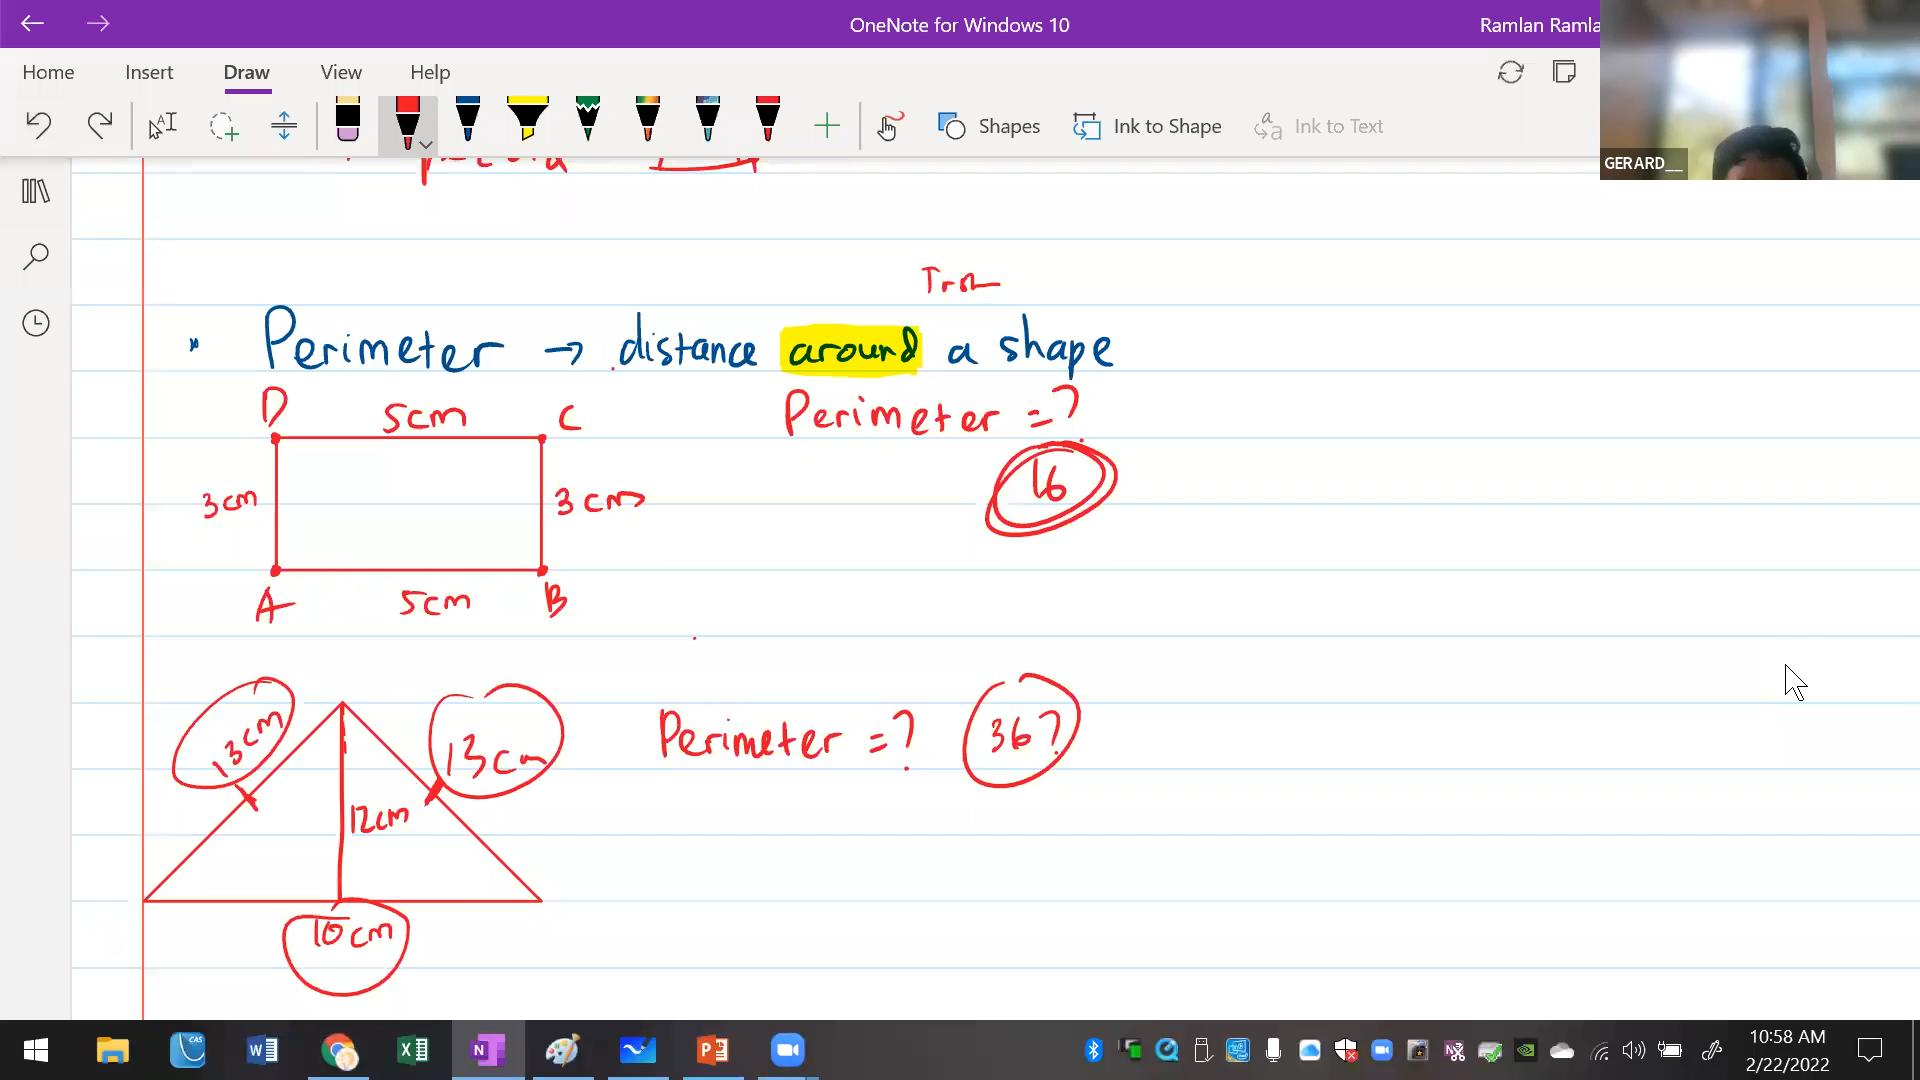 OneNote for Windows 10
Ramlan Ramla
Home Insert Draw View Help
Shapes Ink to Shape Ink to Text
GERARD__
Perimeter → distance around a shape
D 5cm C
Perimeter = ?
16
3cm 3cm
A 5cm B
13cm 13cm
Perimeter = ? 36?
12cm
10cm
10:58 AM
2/22/2022